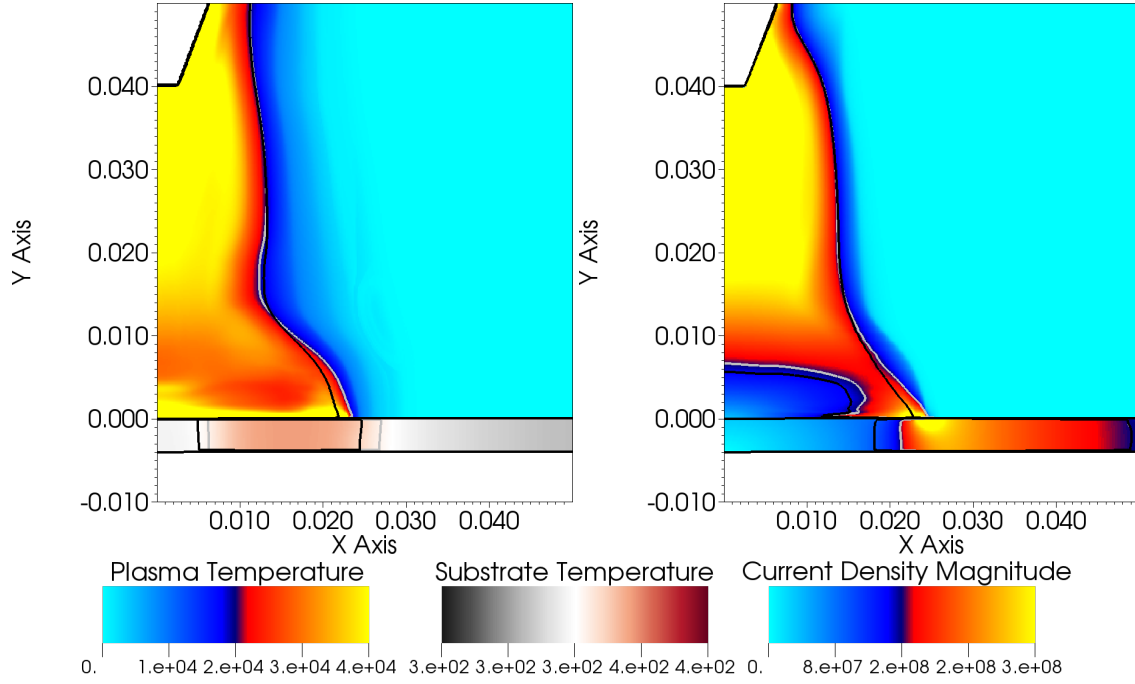 0.040
0.030
0.020
0.010
0.000
-0.010
Y Axis
0.010 0.020 0.030 0.040
X Axis
0.040
0.030
0.020
0.010
0.000
-0.010
Y Axis
0.010 0.020 0.030 0.040
X Axis
Plasma Temperature
0. 1.e+04 2.e+04 3.e+04 4.e+04
Substrate Temperature
3.e+02 3.e+02 3.e+02 4.e+02 4.e+02
Current Density Magnitude
0. 8.e+07 2.e+08 2.e+08 3.e+08